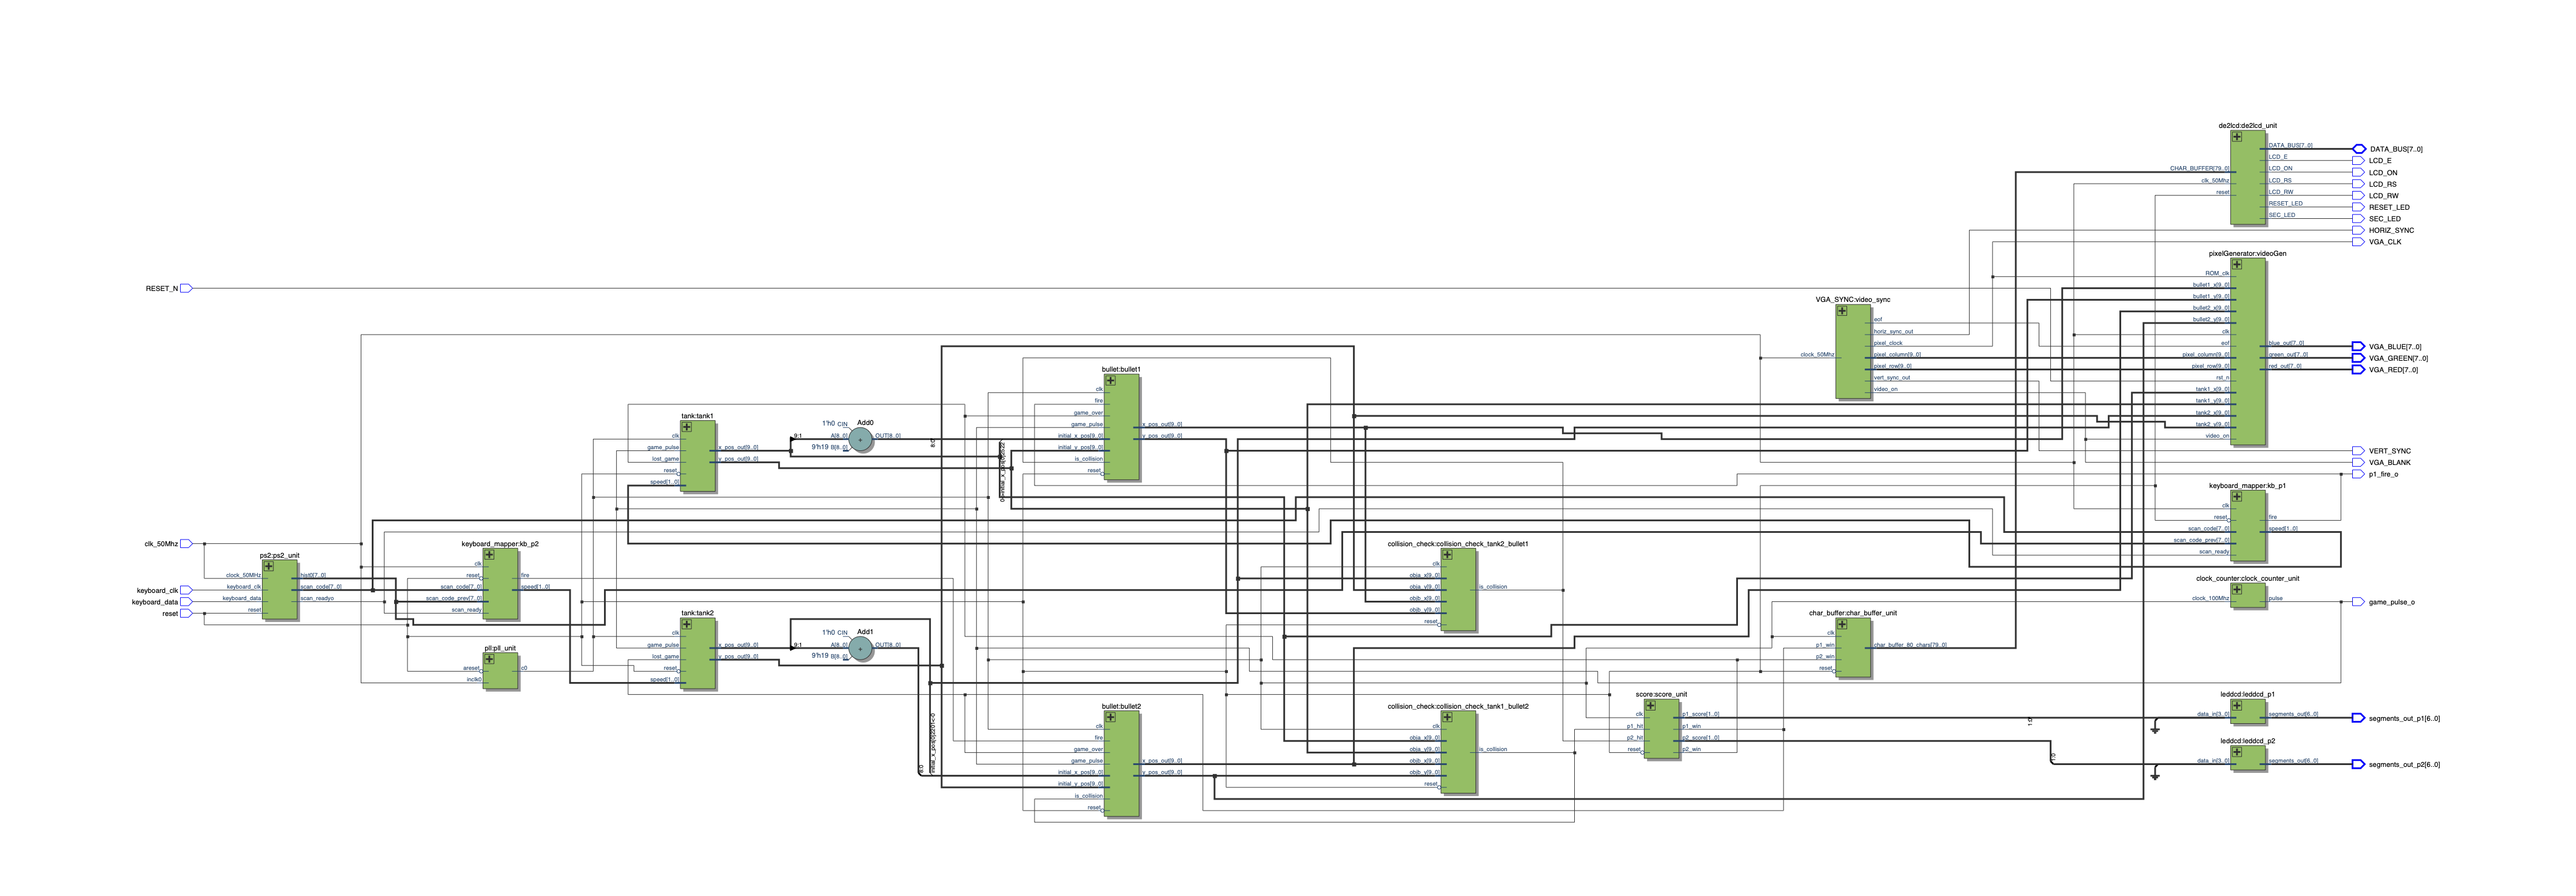 RESET_N
clk_50Mhz
keyboard_clk
keyboard_data
reset
ps2:ps2_unit
clock_50MHz
keyboard_clk
keyboard_data
reset
hist0[7..0]
scan_code[7..0]
scan_readyo
keyboard_mapper:kb_p2
clk
reset
scan_code[7..0]
scan_code_prev[7..0]
scan_ready
fire
speed[1..0]
pll:pll_unit
areset
inclk0
c0
tank:tank1
clk
game_pulse
lost_game
reset
speed[1..0]
x_pos_out[9..0]
y_pos_out[9..0]
9:1
1'h0 CIN
A[8..0]
9'h19 B[8..0]
Add0
OUT[8..0]
8:0
tank:tank2
clk
game_pulse
lost_game
reset
speed[1..0]
x_pos_out[9..0]
y_pos_out[9..0]
9:1
1'h0 CIN
A[8..0]
9'h19 B[8..0]
Add1
OUT[8..0]
8:0
bullet:bullet1
clk
fire
game_over
game_pulse
initial_x_pos[9..0]
initial_y_pos[9..0]
is_collision
reset
x_pos_out[9..0]
y_pos_out[9..0]
bullet:bullet2
clk
fire
game_over
game_pulse
initial_x_pos[9..0]
initial_y_pos[9..0]
is_collision
reset
x_pos_out[9..0]
y_pos_out[9..0]
collision_check:collision_check_tank2_bullet1
clk
obja_x[9..0]
obja_y[9..0]
objb_x[9..0]
objb_y[9..0]
reset
is_collision
collision_check:collision_check_tank1_bullet2
clk
obja_x[9..0]
obja_y[9..0]
objb_x[9..0]
objb_y[9..0]
reset
is_collision
score:score_unit
clk
p1_hit
p2_hit
reset
p1_score[1..0]
p1_win
p2_score[1..0]
p2_win
1:0
1:0
VGA_SYNC:video_sync
clock_50Mhz
eof
horiz_sync_out
pixel_clock
pixel_column[9..0]
pixel_row[9..0]
vert_sync_out
video_on
char_buffer:char_buffer_unit
clk
p1_win
p2_win
reset
char_buffer_80_chars[79..0]
de2lcd:de2lcd_unit
CHAR_BUFFER[79..0]
clk_50Mhz
reset
DATA_BUS[7..0]
LCD_E
LCD_ON
LCD_RS
LCD_RW
RESET_LED
SEC_LED
pixelGenerator:videoGen
ROM_clk
bullet1_x[9..0]
bullet1_y[9..0]
bullet2_x[9..0]
bullet2_y[9..0]
clk
eof
pixel_column[9..0]
pixel_row[9..0]
rst_n
tank1_x[9..0]
tank1_y[9..0]
tank2_x[9..0]
tank2_y[9..0]
video_on
blue_out[7..0]
green_out[7..0]
red_out[7..0]
keyboard_mapper:kb_p1
clk
reset
scan_code[7..0]
scan_code_prev[7..0]
scan_ready
fire
speed[1..0]
clock_counter:clock_counter_unit
clock_100Mhz
pulse
leddcd:leddcd_p1
data_in[3..0]
segments_out[6..0]
leddcd:leddcd_p2
data_in[3..0]
segments_out[6..0]
DATA_BUS[7..0]
LCD_E
LCD_ON
LCD_RS
LCD_RW
RESET_LED
SEC_LED
HORIZ_SYNC
VGA_CLK
VGA_BLUE[7..0]
VGA_GREEN[7..0]
VGA_RED[7..0]
VERT_SYNC
VGA_BLANK
p1_fire_o
game_pulse_o
segments_out_p1[6..0]
segments_out_p2[6..0]